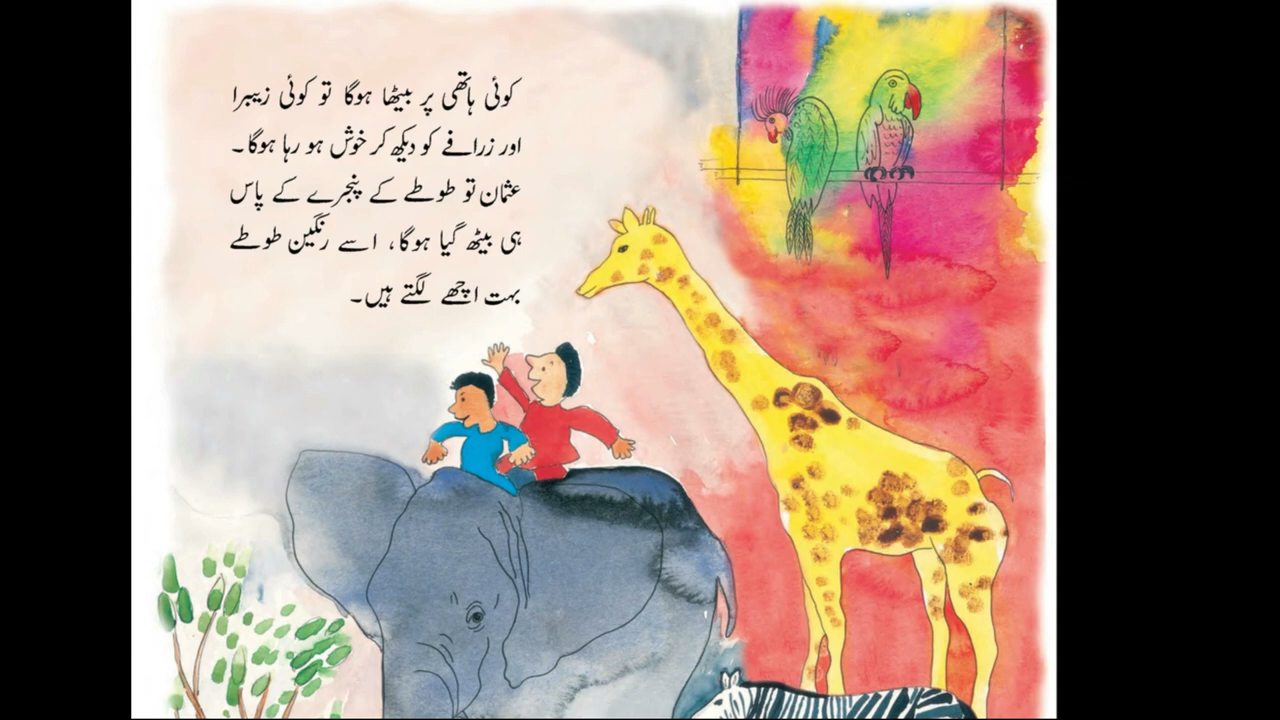 کوئی ہاتھی پر بیٹھا ہوگا تو کوئی زیبرا
اور زرافے کو دیکھ کر خوش ہو رہا ہوگا۔
عثمان تو طوطے کے پنجرے کے پاس
ہی بیٹھ گیا ہوگا، اسے رنگین طوطے
بہت اچھے لگتے ہیں۔